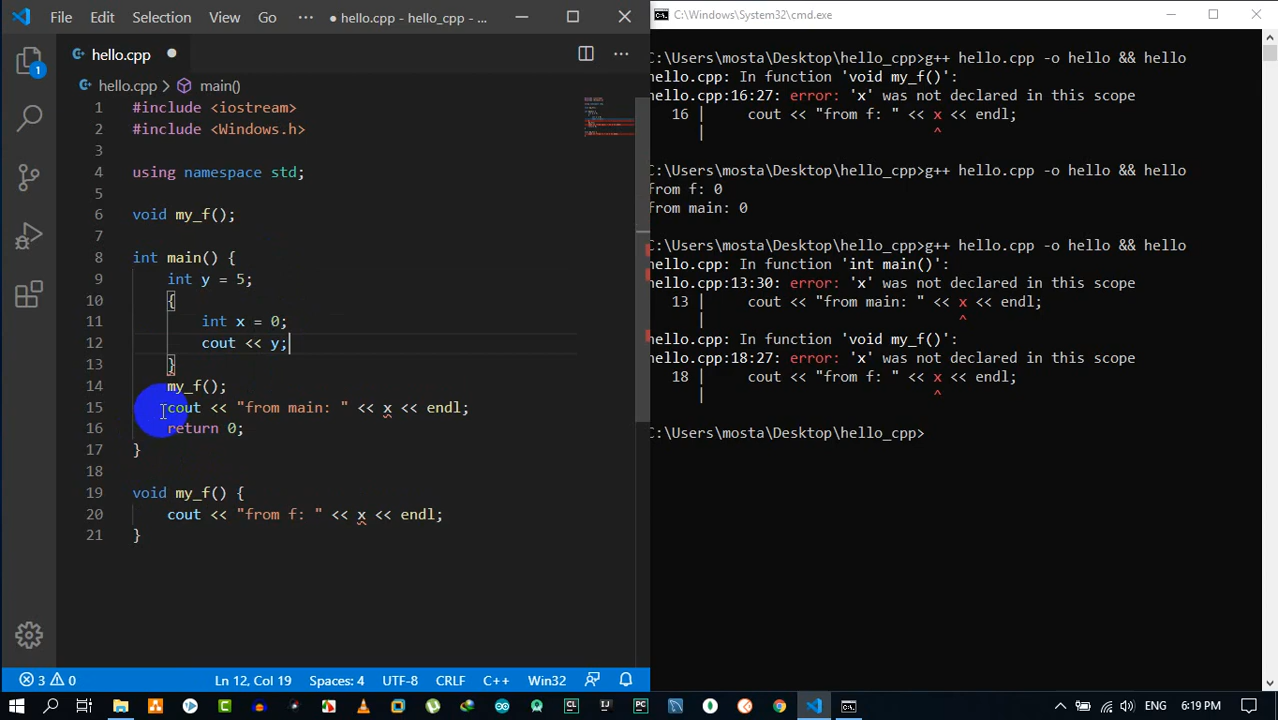 File Edit Selection View Go ··· ● hello.cpp - hello_cpp - ...
C:\Windows\System32\cmd.exe
hello.cpp ●
hello.cpp > main()
1 #include <iostream>
2 #include <Windows.h>
3
4 using namespace std;
5
6 void my_f();
7
8 int main() {
9 int y = 5;
10 {
11 int x = 0;
12 cout << y;
13 }
14 my_f();
15 cout << "from main: " << x << endl;
16 return 0;
17 }
18
19 void my_f() {
20 cout << "from f: " << x << endl;
21 }
C:\Users\mosta\Desktop\hello_cpp>g++ hello.cpp -o hello && hello
hello.cpp: In function 'void my_f()':
hello.cpp:16:27: error: 'x' was not declared in this scope
16 | cout << "from f: " << x << endl;
| ^
C:\Users\mosta\Desktop\hello_cpp>g++ hello.cpp -o hello && hello
from f: 0
from main: 0
C:\Users\mosta\Desktop\hello_cpp>g++ hello.cpp -o hello && hello
hello.cpp: In function 'int main()':
hello.cpp:13:30: error: 'x' was not declared in this scope
13 | cout << "from main: " << x << endl;
| ^
hello.cpp: In function 'void my_f()':
hello.cpp:18:27: error: 'x' was not declared in this scope
18 | cout << "from f: " << x << endl;
| ^
C:\Users\mosta\Desktop\hello_cpp>
1
3 0 Ln 12, Col 19 Spaces: 4 UTF-8 CRLF C++ Win32
CL IJ PC ENG 6:19 PM